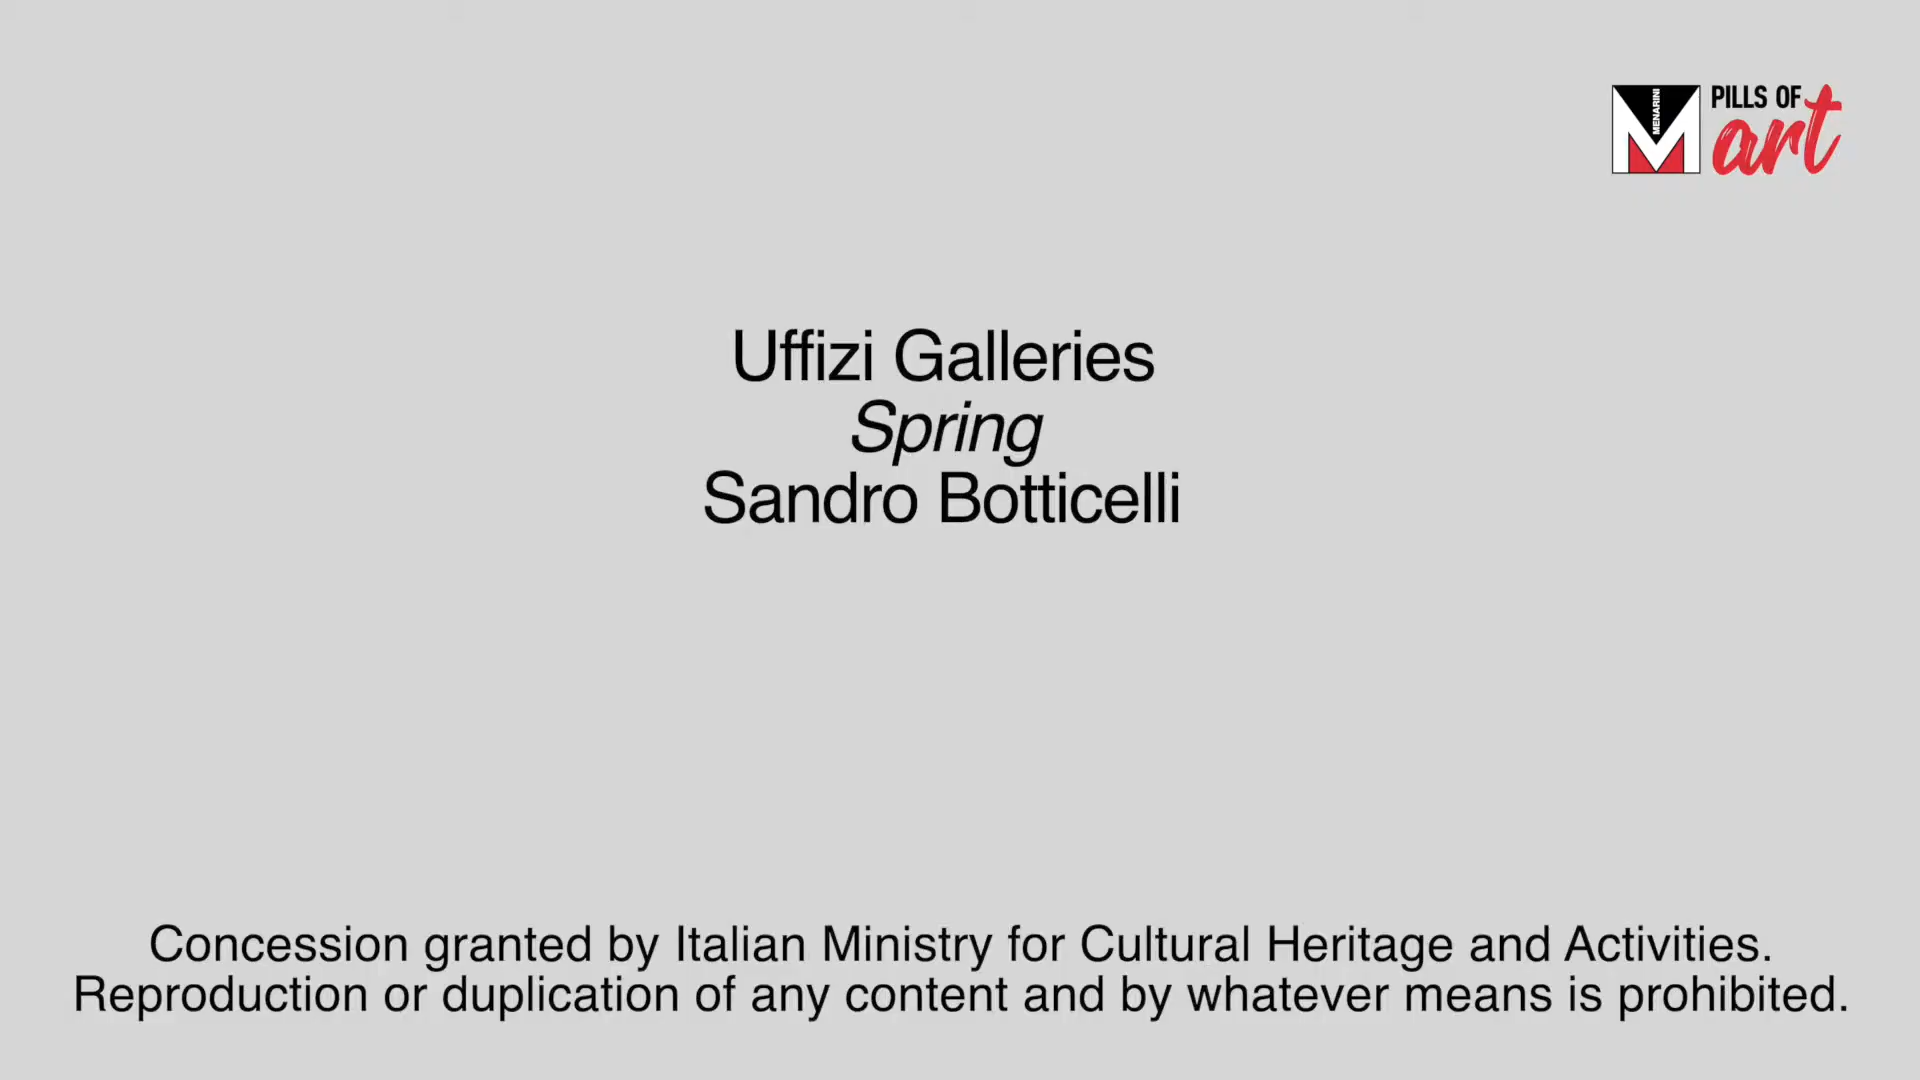 MENARINI
PILLS OF
art
Uffizi Galleries
Spring
Sandro Botticelli
Concession granted by Italian Ministry for Cultural Heritage and Activities.
Reproduction or duplication of any content and by whatever means is prohibited.